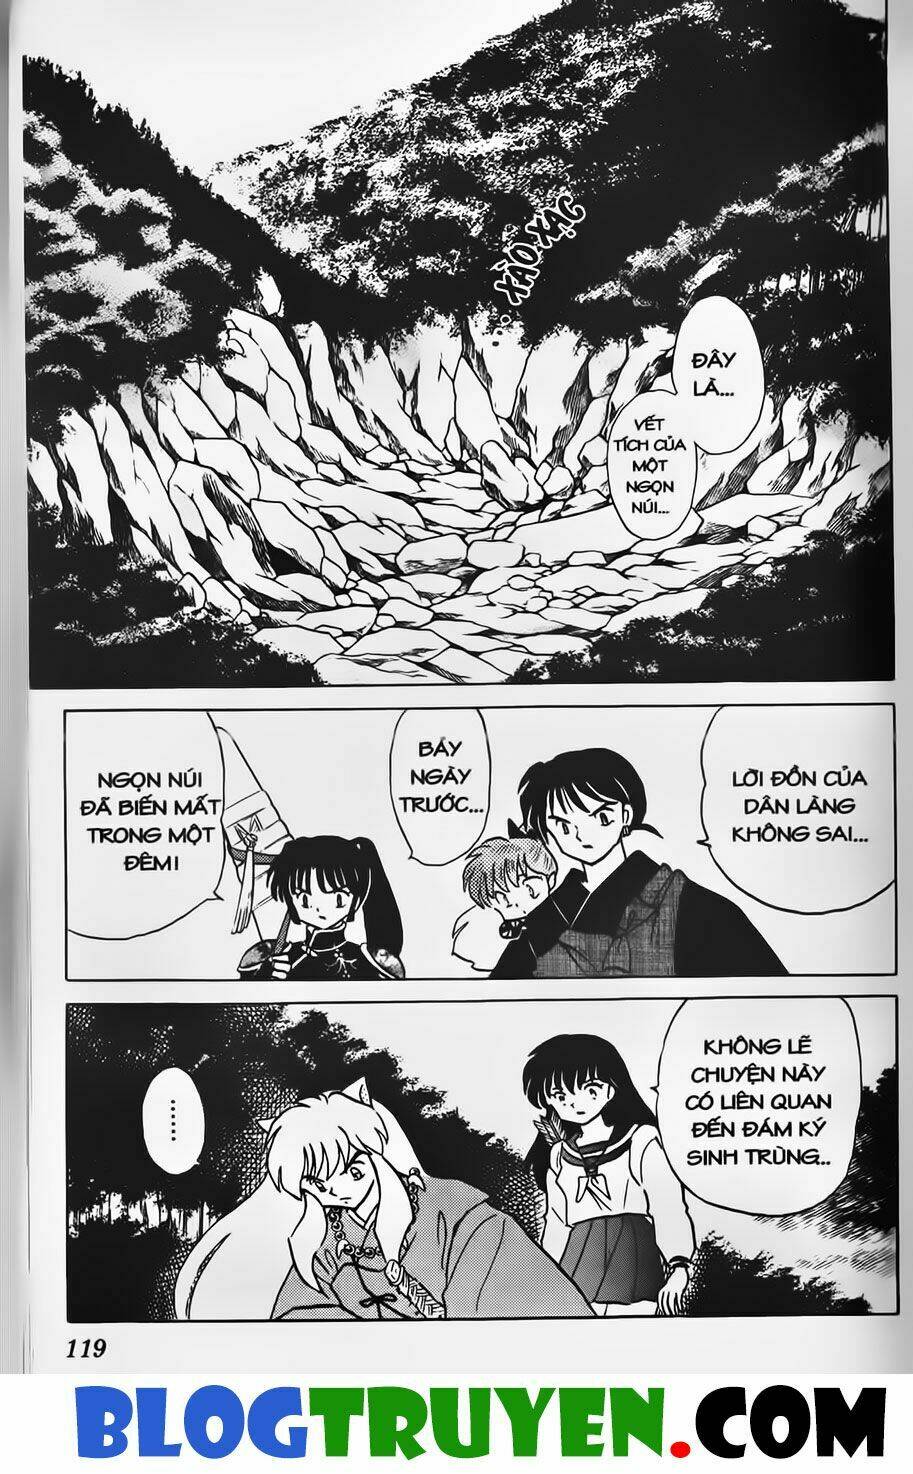 XÀO XẠC
ĐÂY
LÀ...
VẾT
TÍCH CỦA
MỘT
NGỌN
NÚI...
LỜI ĐỒN CỦA
DÂN LÀNG
KHÔNG SAI...
BẢY
NGÀY
TRƯỚC...
NGỌN NÚI
ĐÃ BIẾN MẤT
TRONG MỘT
ĐÊM!
KHÔNG LẼ
CHUYỆN NÀY
CÓ LIÊN QUAN
ĐẾN ĐÁM KÝ
SINH TRÙNG...
......
119
BLOGTRUYEN.COM